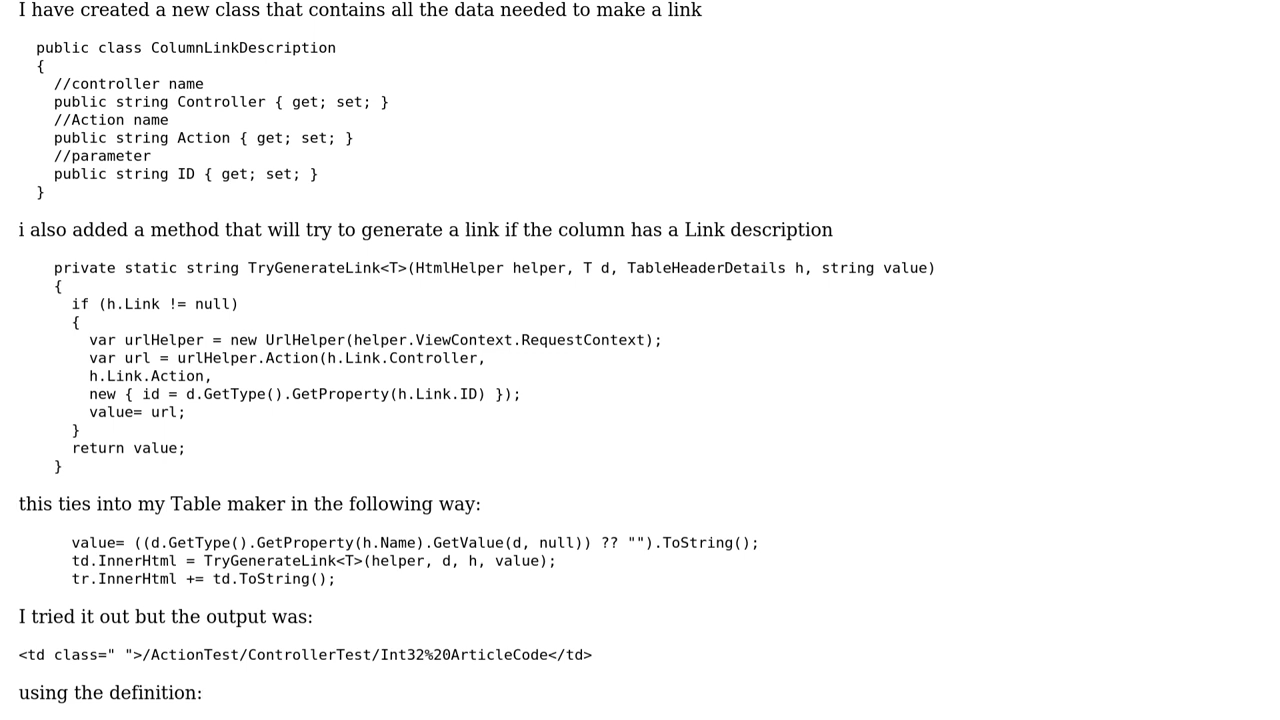 I have created a new class that contains all the data needed to make a link
public class ColumnLinkDescription
{
//controller name
public string Controller { get; set; }
//Action name
public string Action { get; set; }
//parameter
public string ID { get; set; }
}
i also added a method that will try to generate a link if the column has a Link description
private static string TryGenerateLink<T>(HtmlHelper helper, T d, TableHeaderDetails h, string value)
{
if (h.Link != null)
{
var urlHelper = new UrlHelper(helper.ViewContext.RequestContext);
var url = urlHelper.Action(h.Link.Controller,
h.Link.Action,
new { id = d.GetType().GetProperty(h.Link.ID) });
value= url;
}
return value;
}
this ties into my Table maker in the following way:
value= ((d.GetType().GetProperty(h.Name).GetValue(d, null)) ?? "").ToString();
td.InnerHtml = TryGenerateLink<T>(helper, d, h, value);
tr.InnerHtml += td.ToString();
I tried it out but the output was:
<td class=" ">/ActionTest/ControllerTest/Int32%20ArticleCode</td>
using the definition: